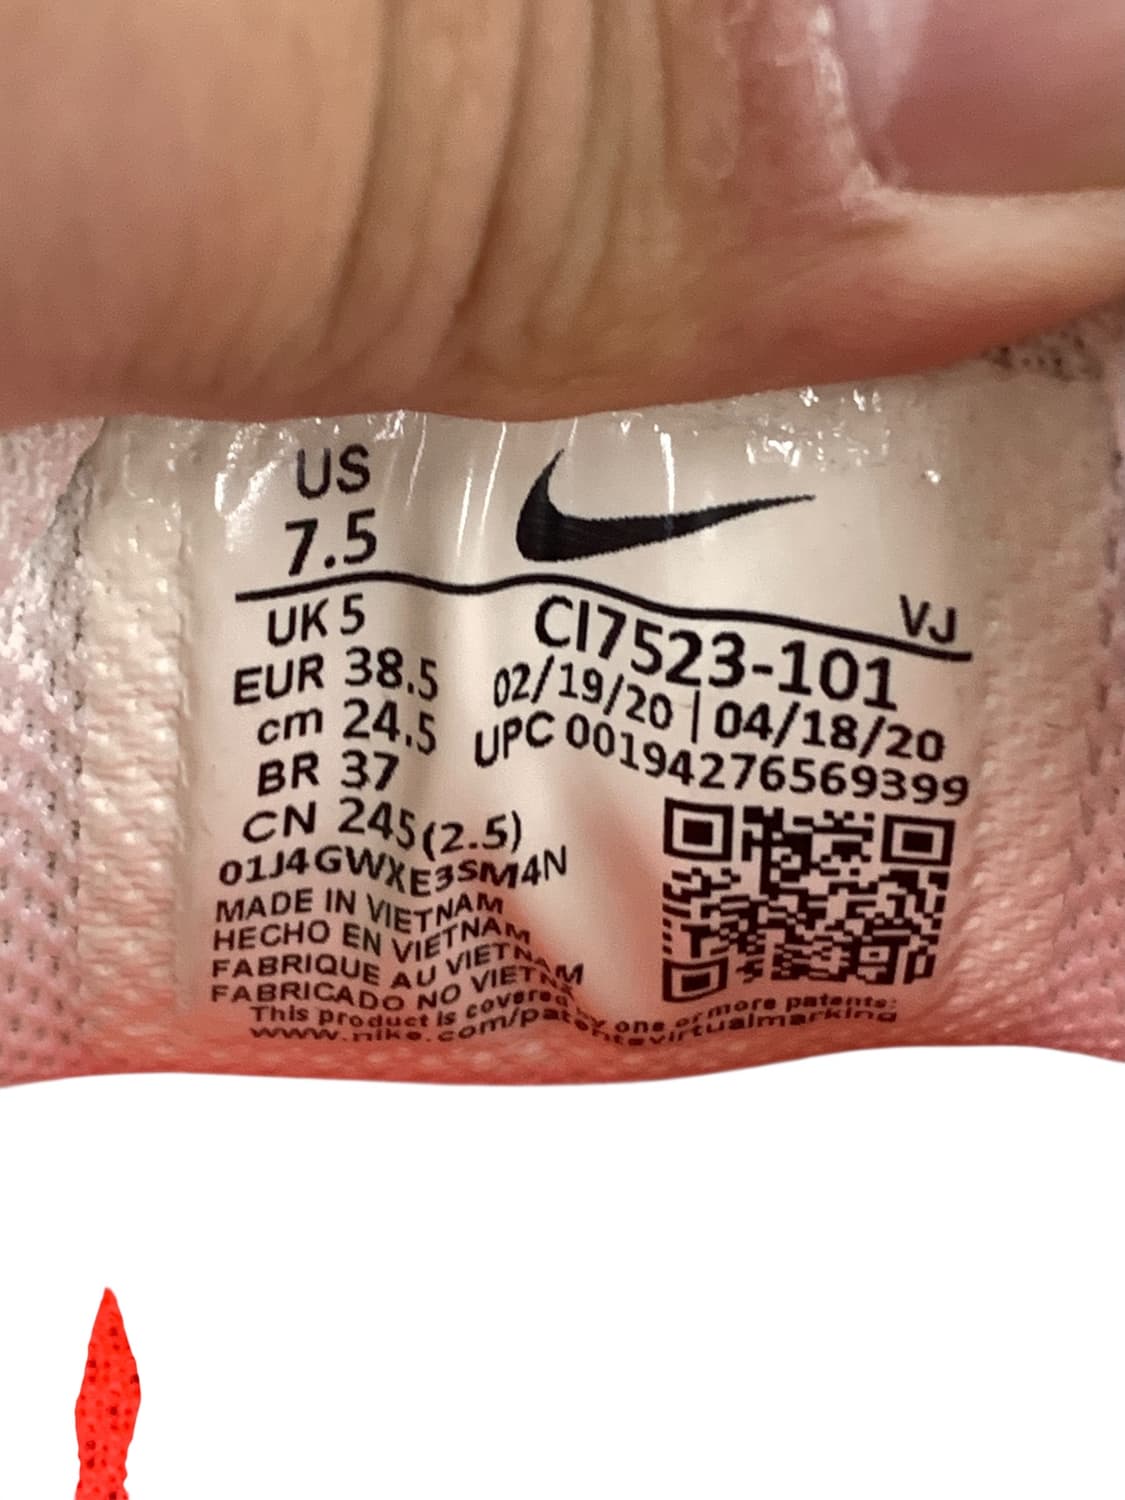 US
7.5
VJ
UK 5
EUR 38.5
cm 24.5
BR 37
CN 245(2.5)
CI7523-101
02/19/20 | 04/18/20
UPC 00194276569399
01J4GWXE3SM4N
MADE IN VIETNAM
HECHO EN VIETNAM
FABRIQUE AU VIETNAM
FABRICADO NO VIETNA
This product is covered by one or more patents:
www.nike.com/patentsvirtualmarking